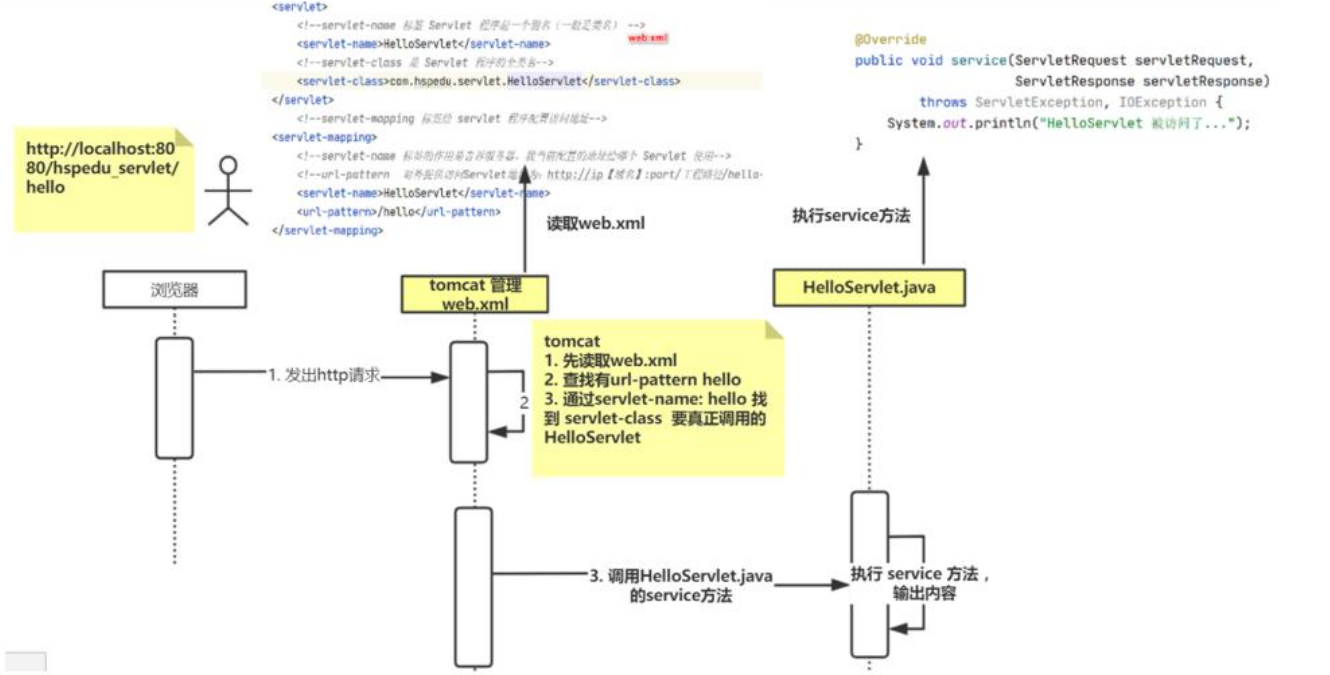 <servlet>
<!--servlet-name 标签 Servlet 程序起一个别名（一般是类名） -->
web.xml
<servlet-name>HelloServlet</servlet-name>
<!--servlet-class 是 Servlet 程序的全类名-->
<servlet-class>com.hspedu.servlet.HelloServlet</servlet-class>
</servlet>
<!--servlet-mapping 标签给 servlet 程序配置访问地址-->
<servlet-mapping>
<!--servlet-name 标签的作用是告诉服务器，我当前配置的地址给哪个 Servlet 使用-->
<!--url-pattern 对外提供访问Servlet地址 http://ip【域名】:port/工程路径/hello-
<servlet-name>HelloServlet</servlet-name>
<url-pattern>/hello</url-pattern>
</servlet-mapping>
@Override
public void service(ServletRequest servletRequest,
ServletResponse servletResponse)
throws ServletException, IOException {
System.out.println("HelloServlet 被访问了...");
}
http://localhost:80
80/hspedu_servlet/
hello
读取web.xml
执行service方法
浏览器
tomcat 管理
web.xml
HelloServlet.java
tomcat
1. 先读取web.xml
2. 查找有url-pattern hello
3. 通过servlet-name: hello 找
到 servlet-class 要真正调用的
HelloServlet
1. 发出http请求
2
3. 调用HelloServlet.java
的service方法
执行 service 方法，
输出内容